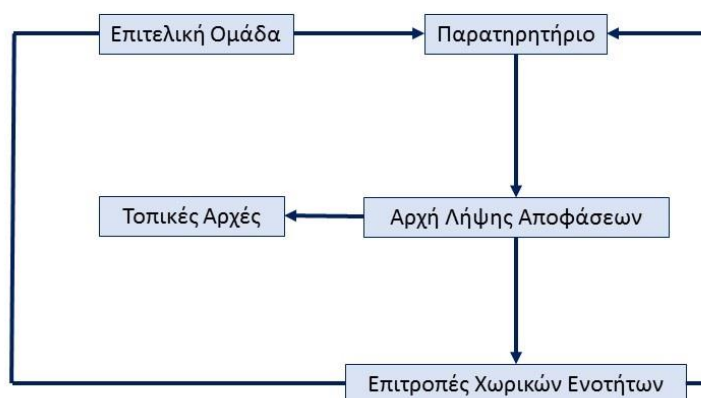 Επιτελική Ομάδα
Παρατηρητήριο
Τοπικές Αρχές
Αρχή Λήψης Αποφάσεων
Επιτροπές Χωρικών Ενοτήτων